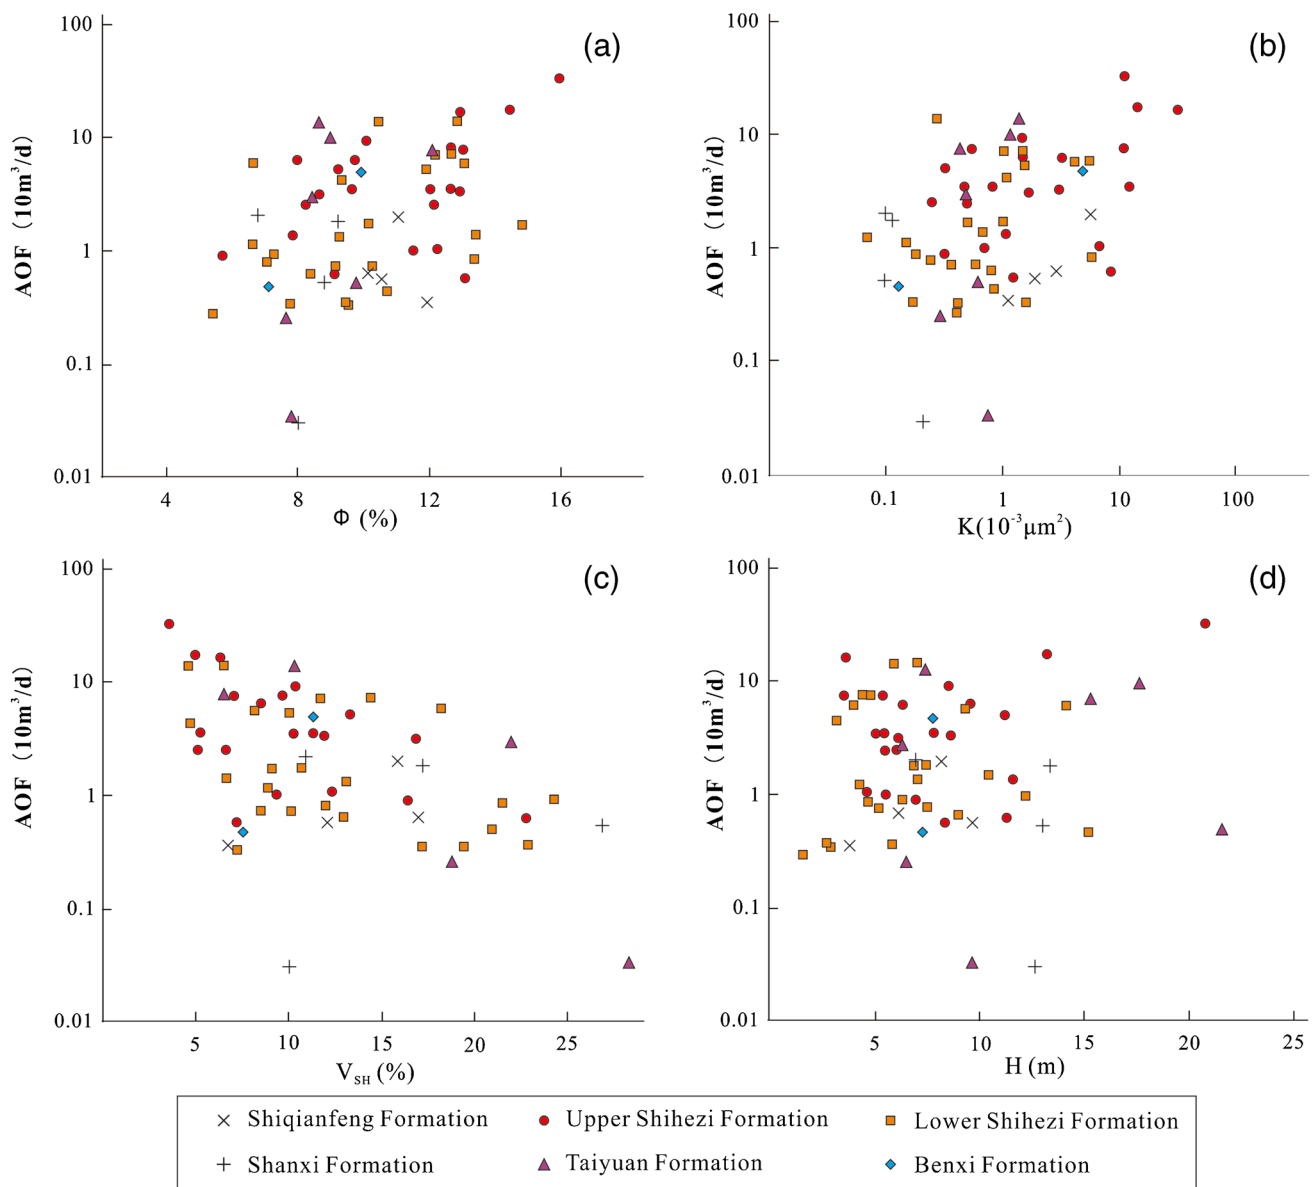 (a)
AOF (10m³/d)
100
10
1
0.1
0.01
4 8 12 16
Φ (%)
(b)
AOF (10m³/d)
100
10
1
0.1
0.01
0.1 1 10 100
K(10⁻³μm²)
(c)
AOF (10m³/d)
100
10
1
0.1
0.01
5 10 15 20 25
V_SH (%)
(d)
AOF (10m³/d)
100
10
1
0.1
0.01
5 10 15 20 25
H (m)
Shiqianfeng Formation Upper Shihezi Formation Lower Shihezi Formation
Shanxi Formation Taiyuan Formation Benxi Formation